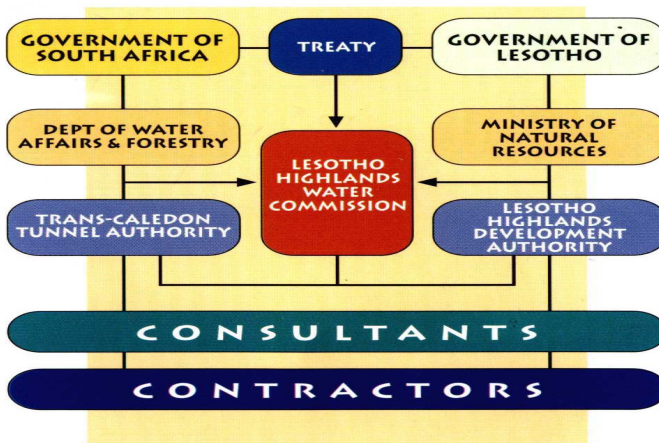 GOVERNMENT OF
SOUTH AFRICA
TREATY
GOVERNMENT OF
LESOTHO
DEPT OF WATER
AFFAIRS & FORESTRY
LESOTHO
HIGHLANDS
WATER
COMMISSION
MINISTRY OF
NATURAL
RESOURCES
TRANS-CALEDON
TUNNEL AUTHORITY
LESOTHO
HIGHLANDS
DEVELOPMENT
AUTHORITY
CONSULTANTS
CONTRACTORS